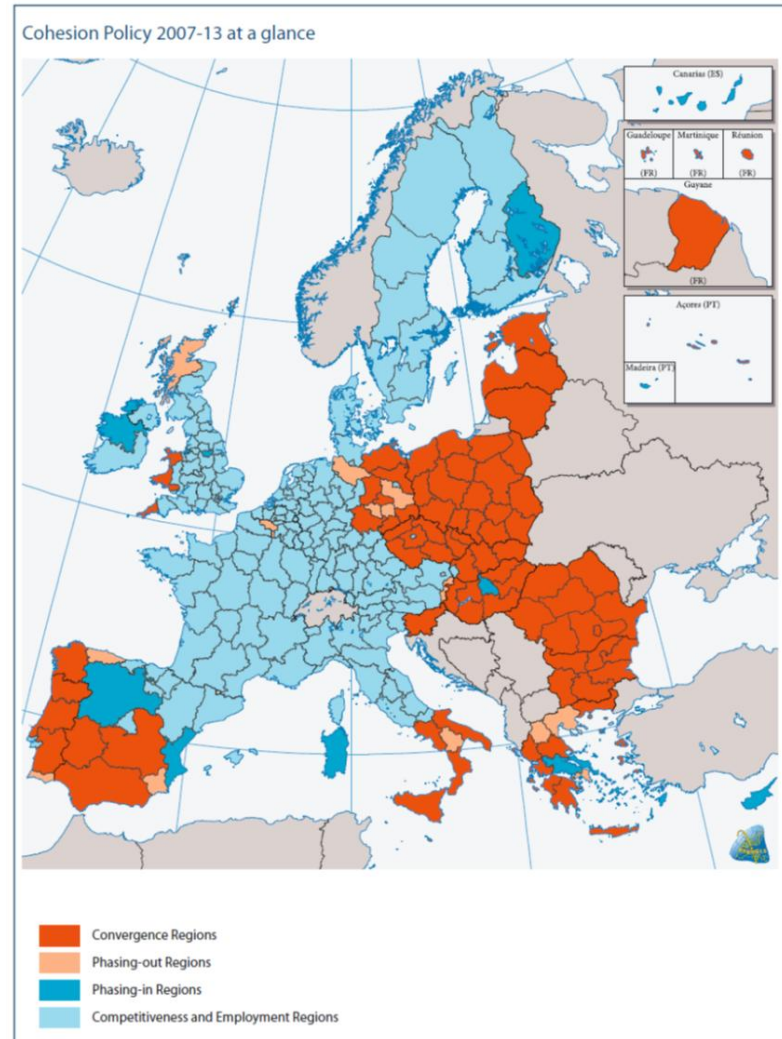 Cohesion Policy 2007-13 at a glance
Canarias (ES)
Guadeloupe Martinique Réunion
(FR) (FR) (FR)
Guyane
(FR)
Açores (PT)
Madeira (PT)
Convergence Regions
Phasing-out Regions
Phasing-in Regions
Competitiveness and Employment Regions